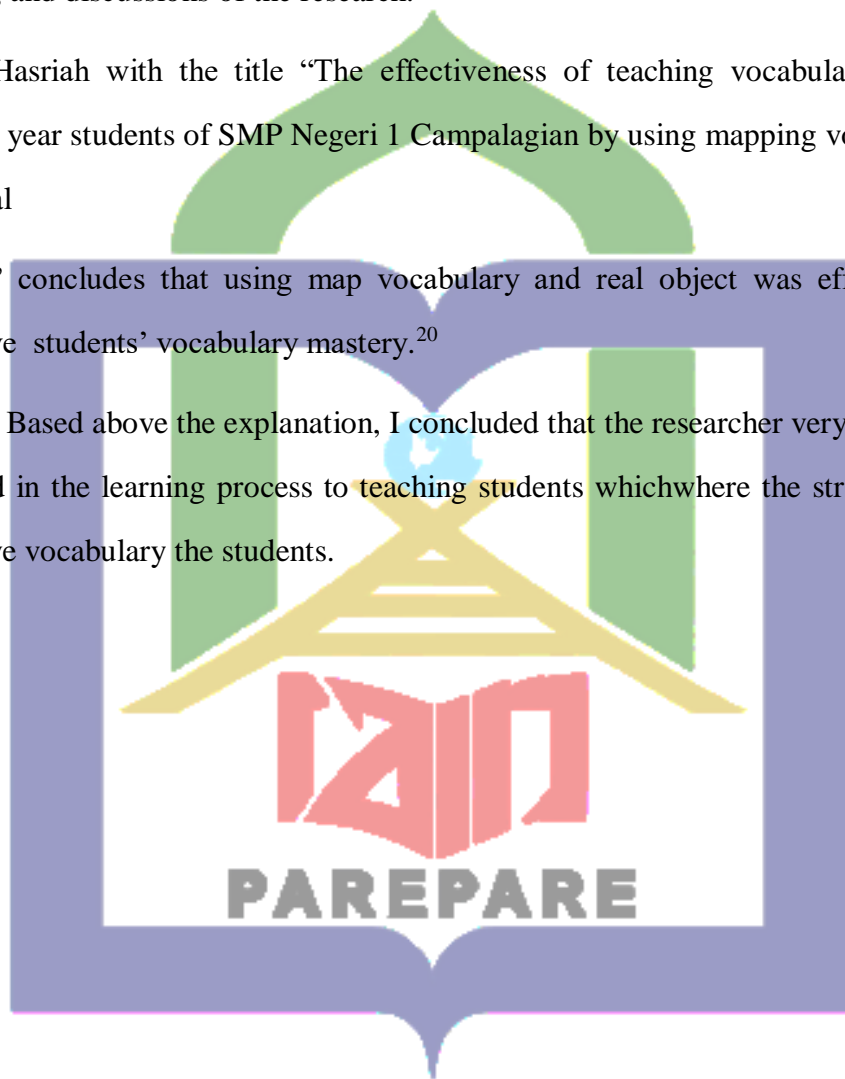 and discussions of the research.
Hasriah with the title “The effectiveness of teaching vocabula
year students of SMP Negeri 1 Campalagian by using mapping vo
al
’ concludes that using map vocabulary and real object was eff
e students’ vocabulary mastery.20
Based above the explanation, I concluded that the researcher very
d in the learning process to teaching students whichwhere the str
ve vocabulary the students.
iain
PAREPARE